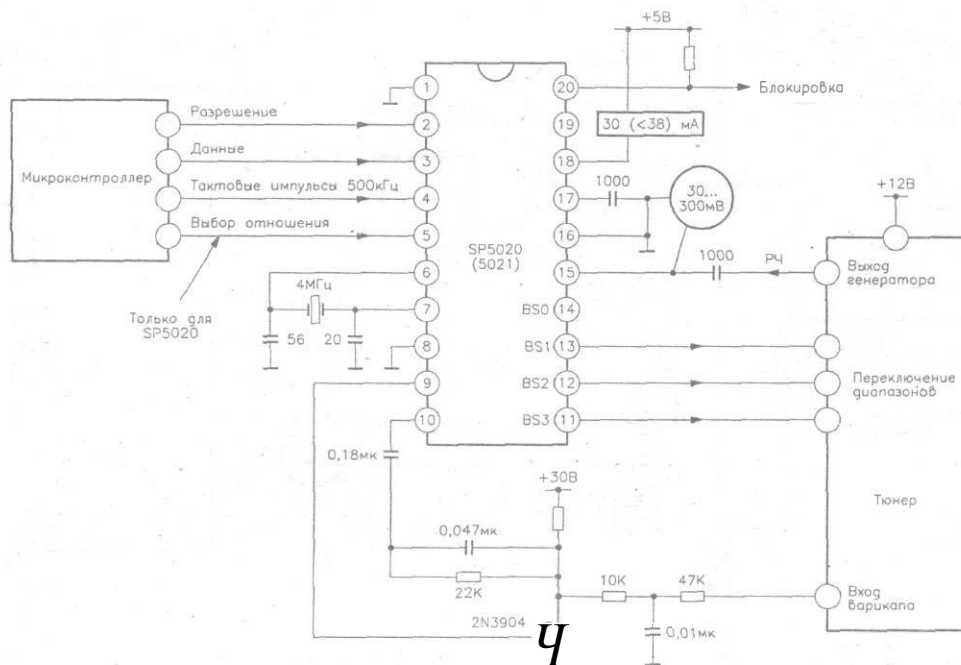 +5В
1
20
Блокировка
Микроконтроллер
Разрешение
2
19
30 (<38) мА
Данные
3
18
Тактовые импульсы 500кГц
4
17
1000
30...
300мВ
+12В
Выбор отношения
5
16
SP5020
(5021)
6
15
1000
РЧ
Выход
генератора
4МГц
7
14
BS0
Только для
SP5020
56
20
8
13
BS1
9
12
BS2
Переключение
диапазонов
10
11
BS3
0,18мк
+30В
Тюнер
0,047мк
22К
10К
47К
Вход
варикапа
2N3904
Ч
0,01мк